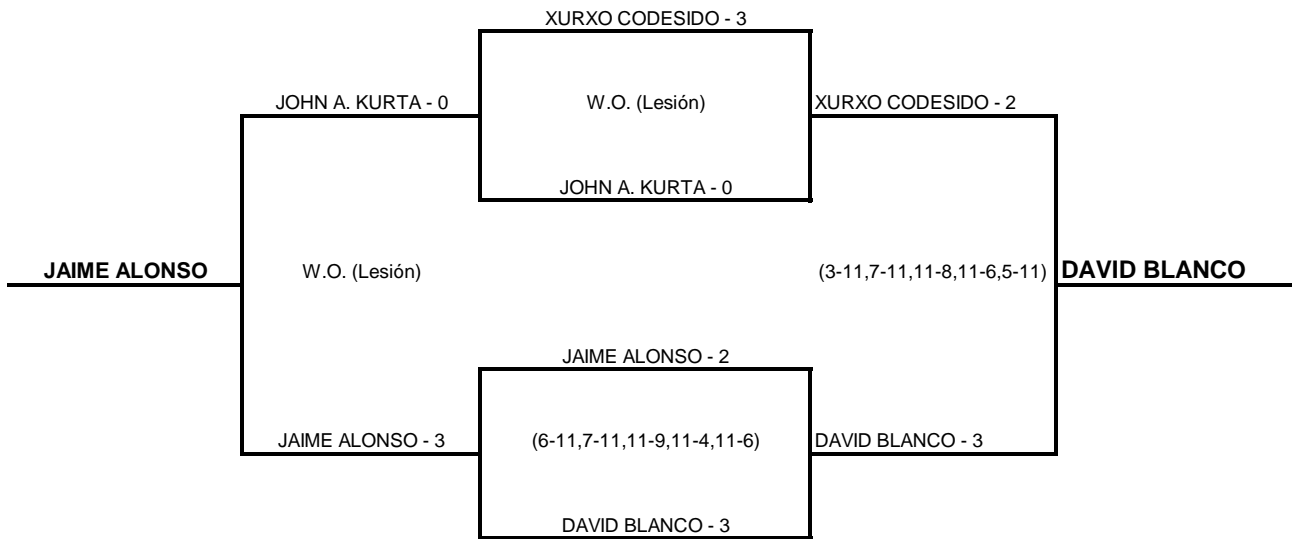 XURXO CODESIDO - 3
JOHN A. KURTA - 0
W.O. (Lesión)
XURXO CODESIDO - 2
JOHN A. KURTA - 0
JAIME ALONSO
W.O. (Lesión)
(3-11,7-11,11-8,11-6,5-11)
DAVID BLANCO
JAIME ALONSO - 2
JAIME ALONSO - 3
(6-11,7-11,11-9,11-4,11-6)
DAVID BLANCO - 3
DAVID BLANCO - 3